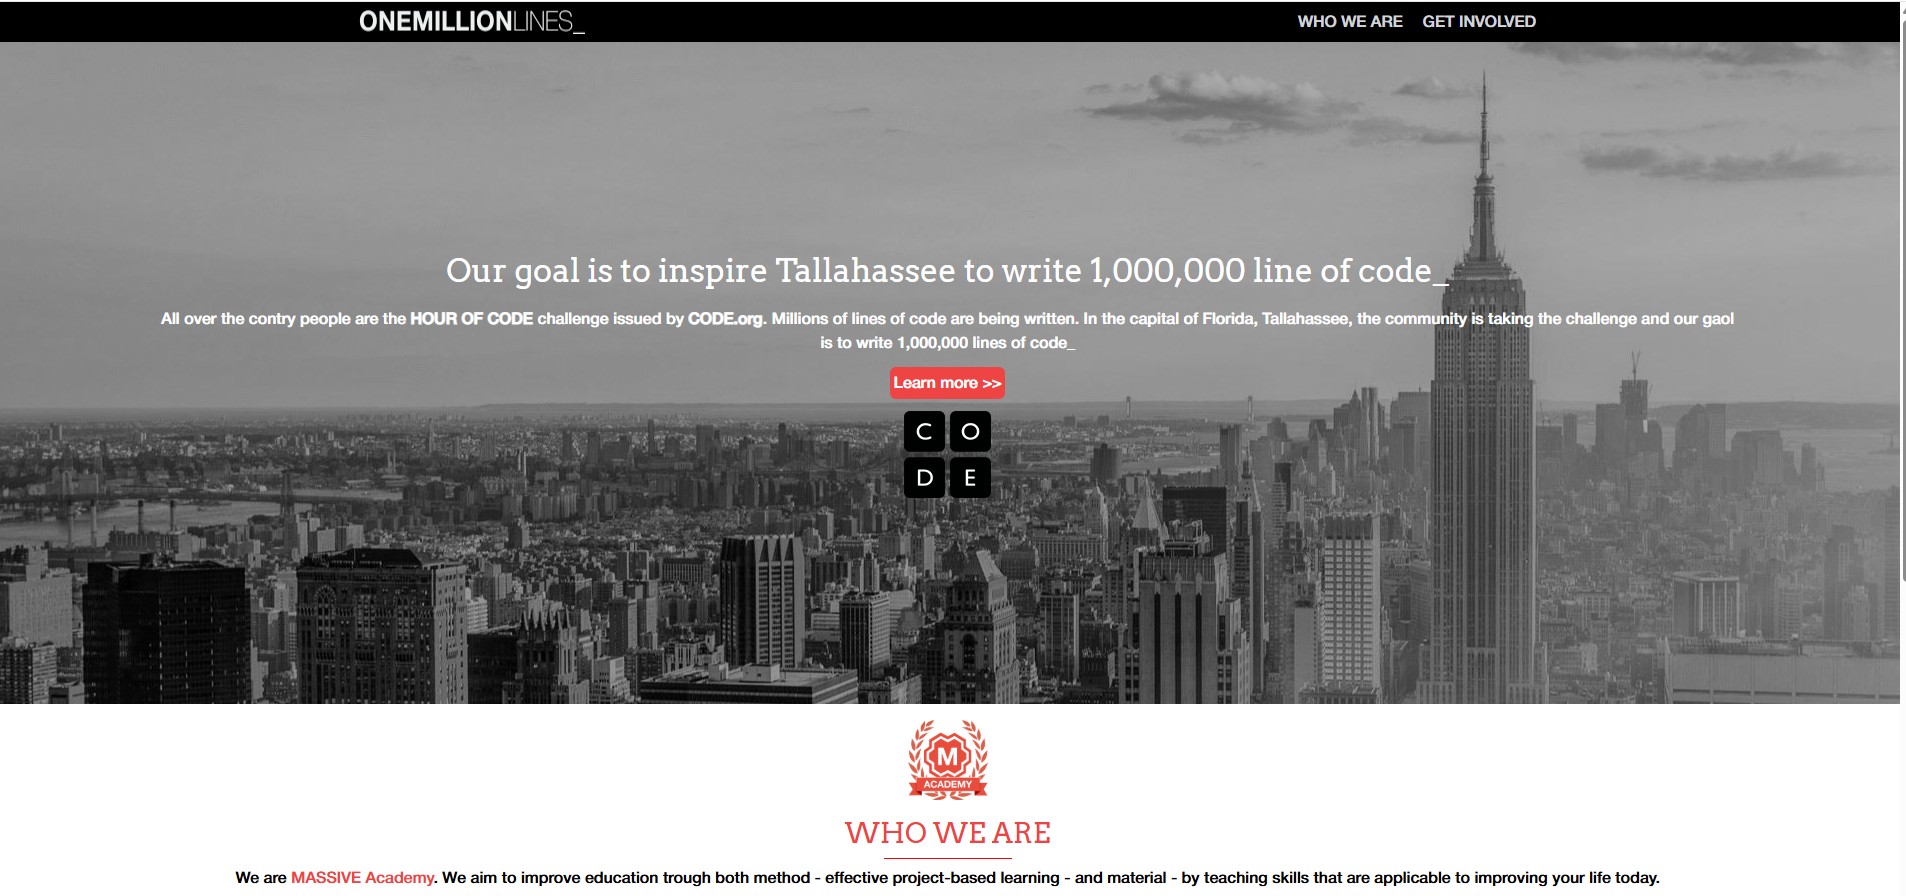 ONEMILLIONLINES_
WHO WE ARE GET INVOLVED
Our goal is to inspire Tallahassee to write 1,000,000 line of code_
All over the contry people are the HOUR OF CODE challenge issued by CODE.org. Millions of lines of code are being written. In the capital of Florida, Tallahassee, the community is taking the challenge and our gaol
is to write 1,000,000 lines of code_
Learn more >>
C O
D E
M
ACADEMY
WHO WE ARE
We are MASSIVE Academy. We aim to improve education trough both method - effective project-based learning - and material - by teaching skills that are applicable to improving your life today.